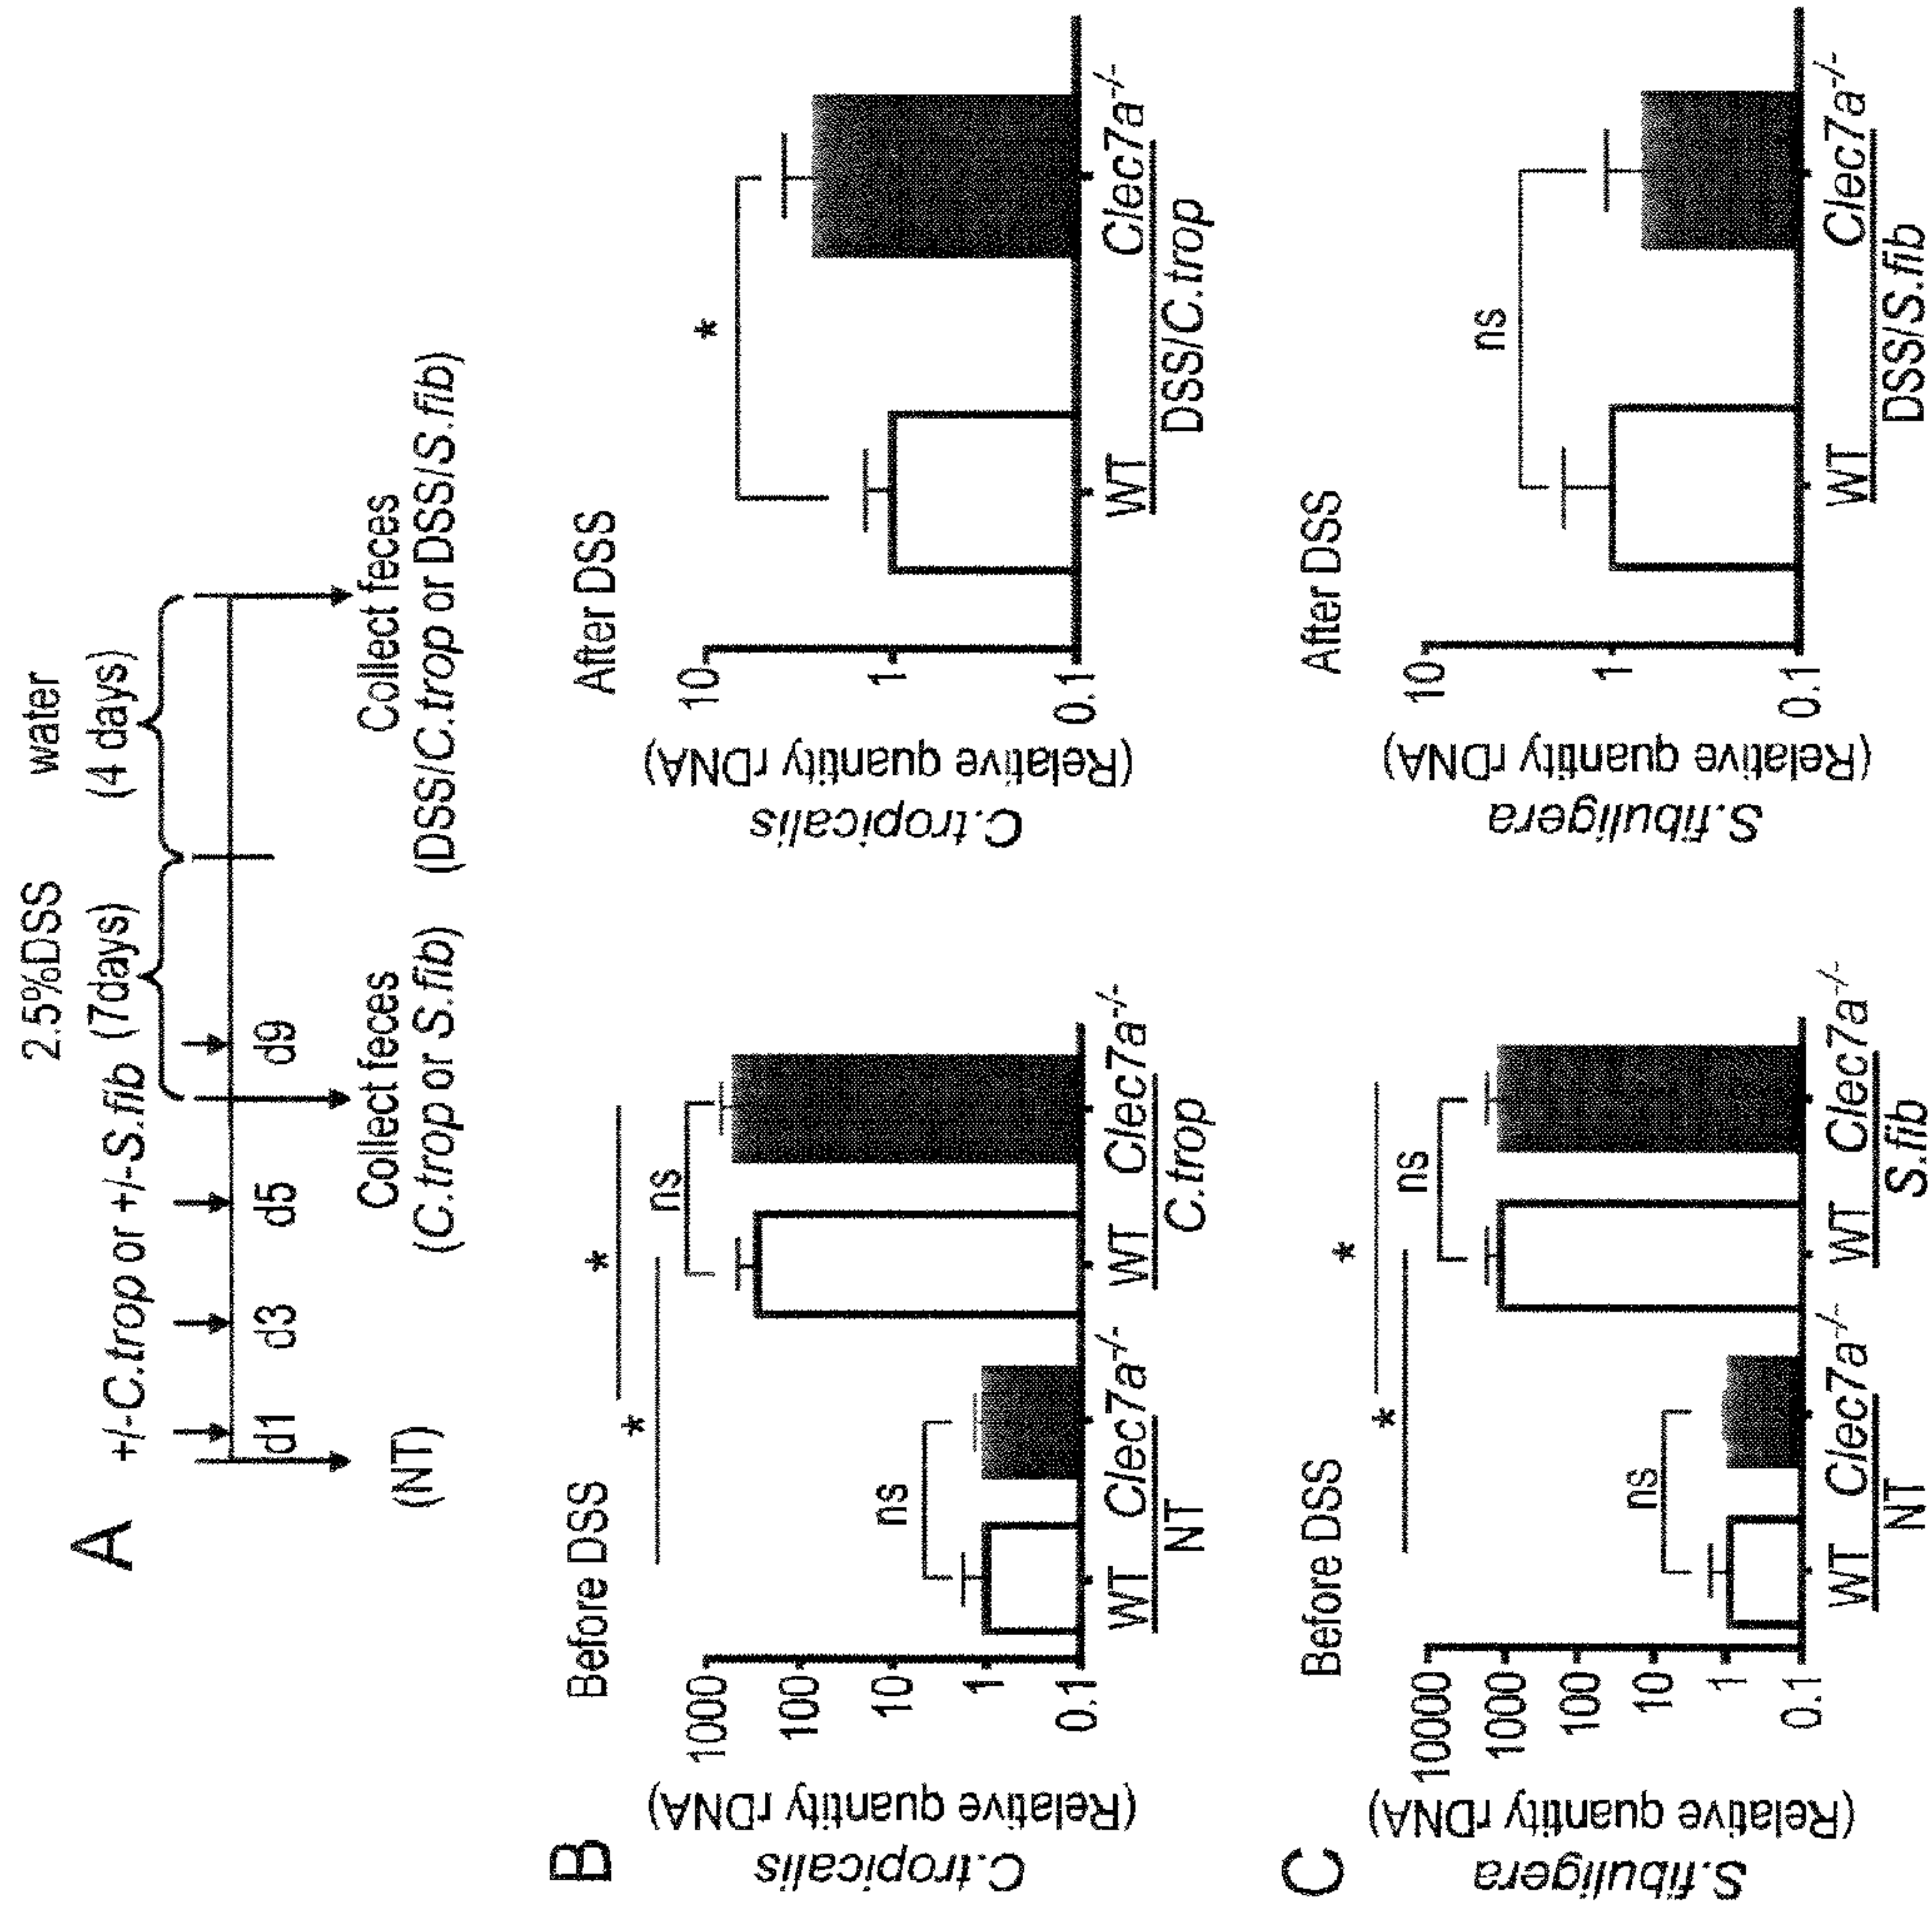 A
2.5%DSS
water
+/-C.trop or +/-S.fib (7days)
(4 days)
d1
d3
d5
d9
(NT)
Collect feces
(C.trop or S.fib)
Collect feces
(DSS/C.trop or DSS/S.fib)
B
Before DSS
C.tropicalis
(Relative quantity rDNA)
1000
100
10
1
0.1
ns
*
*
ns
WT
Clec7a-/-
WT
Clec7a-/-
NT
C.trop
After DSS
C.tropicalis
(Relative quantity rDNA)
10
1
0.1
*
WT
Clec7a-/-
DSS/C.trop
C
Before DSS
S.fibuligera
(Relative quantity rDNA)
10000
1000
100
10
1
0.1
ns
*
*
ns
WT
Clec7a-/-
WT
Clec7a-/-
NT
S.fib
After DSS
S.fibuligera
(Relative quantity rDNA)
10
1
0.1
ns
WT
Clec7a-/-
DSS/S.fib